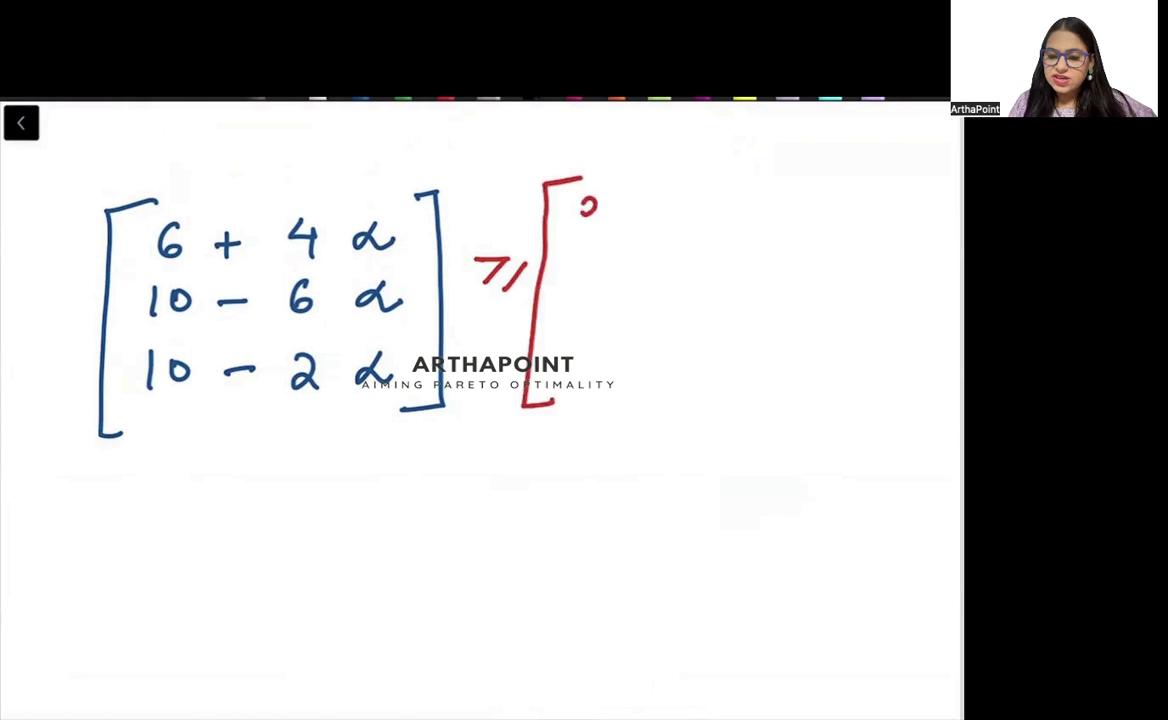 ArthaPoint
6 + 4 α ⩾ 0
10 - 6 α
10 - 2 α
ARTHAPOINT
AIMING PARETO OPTIMALITY